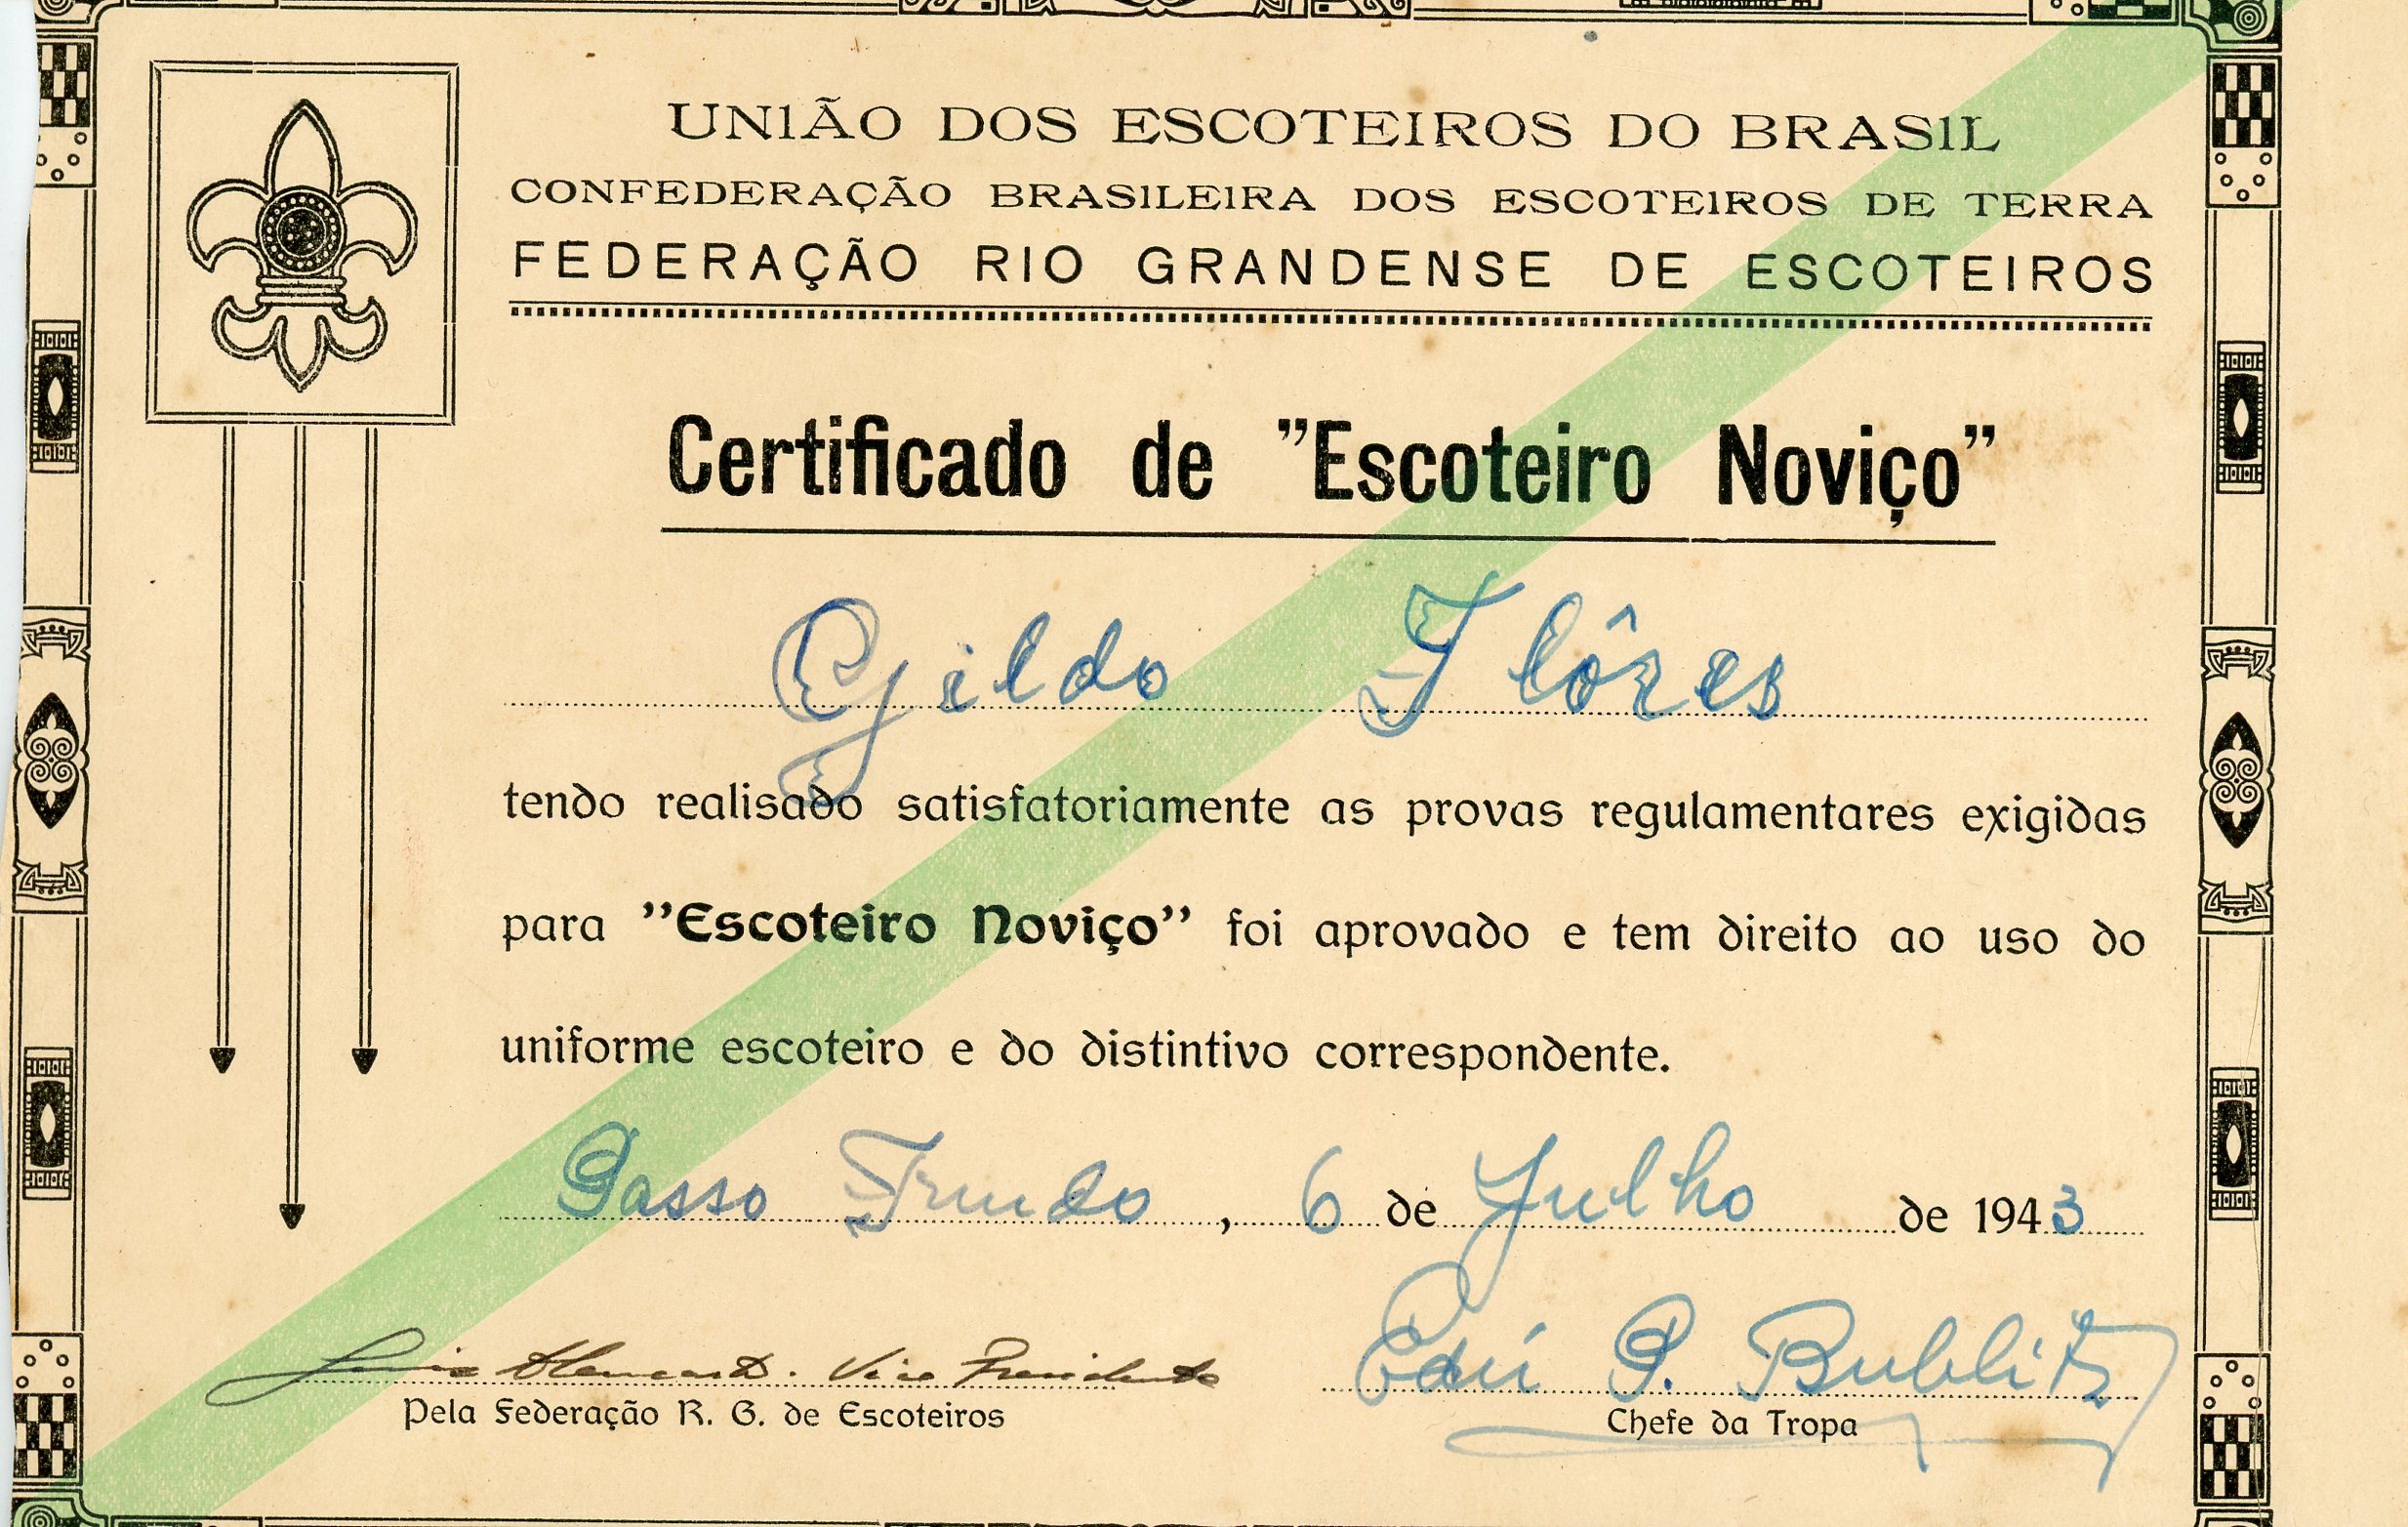 UNIÃO DOS ESCOTEIROS DO BRASIL
CONFEDERAÇÃO BRASILEIRA DOS ESCOTEIROS DE TERRA
FEDERAÇÃO RIO GRANDENSE DE ESCOTEIROS
Certificado de "Escoteiro Noviço"
Gildo Flôres
tendo realisado satisfatoriamente as provas regulamentares exigidas
para "Escoteiro Noviço" foi aprovado e tem direito ao uso do
uniforme escoteiro e do distintivo correspondente.
Passo Fundo, 6 de Julho de 1943
Vice Presidente Edú P. Bublitz
Pela Federação R. G. de Escoteiros Chefe da Tropa